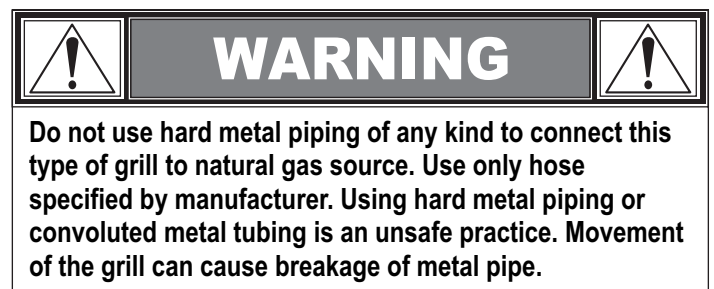 WARNING
Do not use hard metal piping of any kind to connect this
type of grill to natural gas source. Use only hose
specified by manufacturer. Using hard metal piping or
convoluted metal tubing is an unsafe practice. Movement
of the grill can cause breakage of metal pipe.